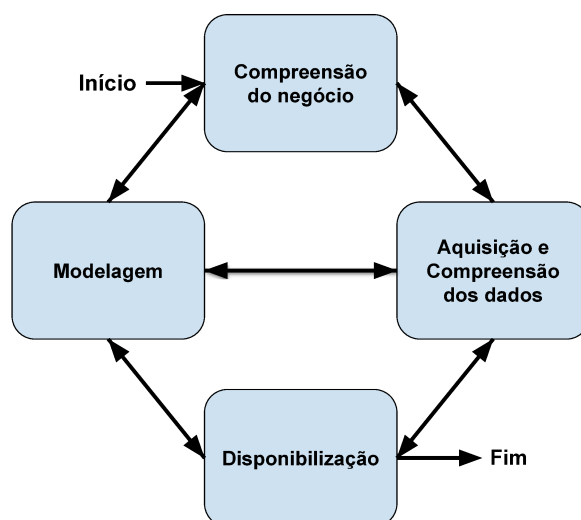 Início
Compreensão
do negócio
Modelagem
Aquisição e
Compreensão
dos dados
Disponibilização
Fim